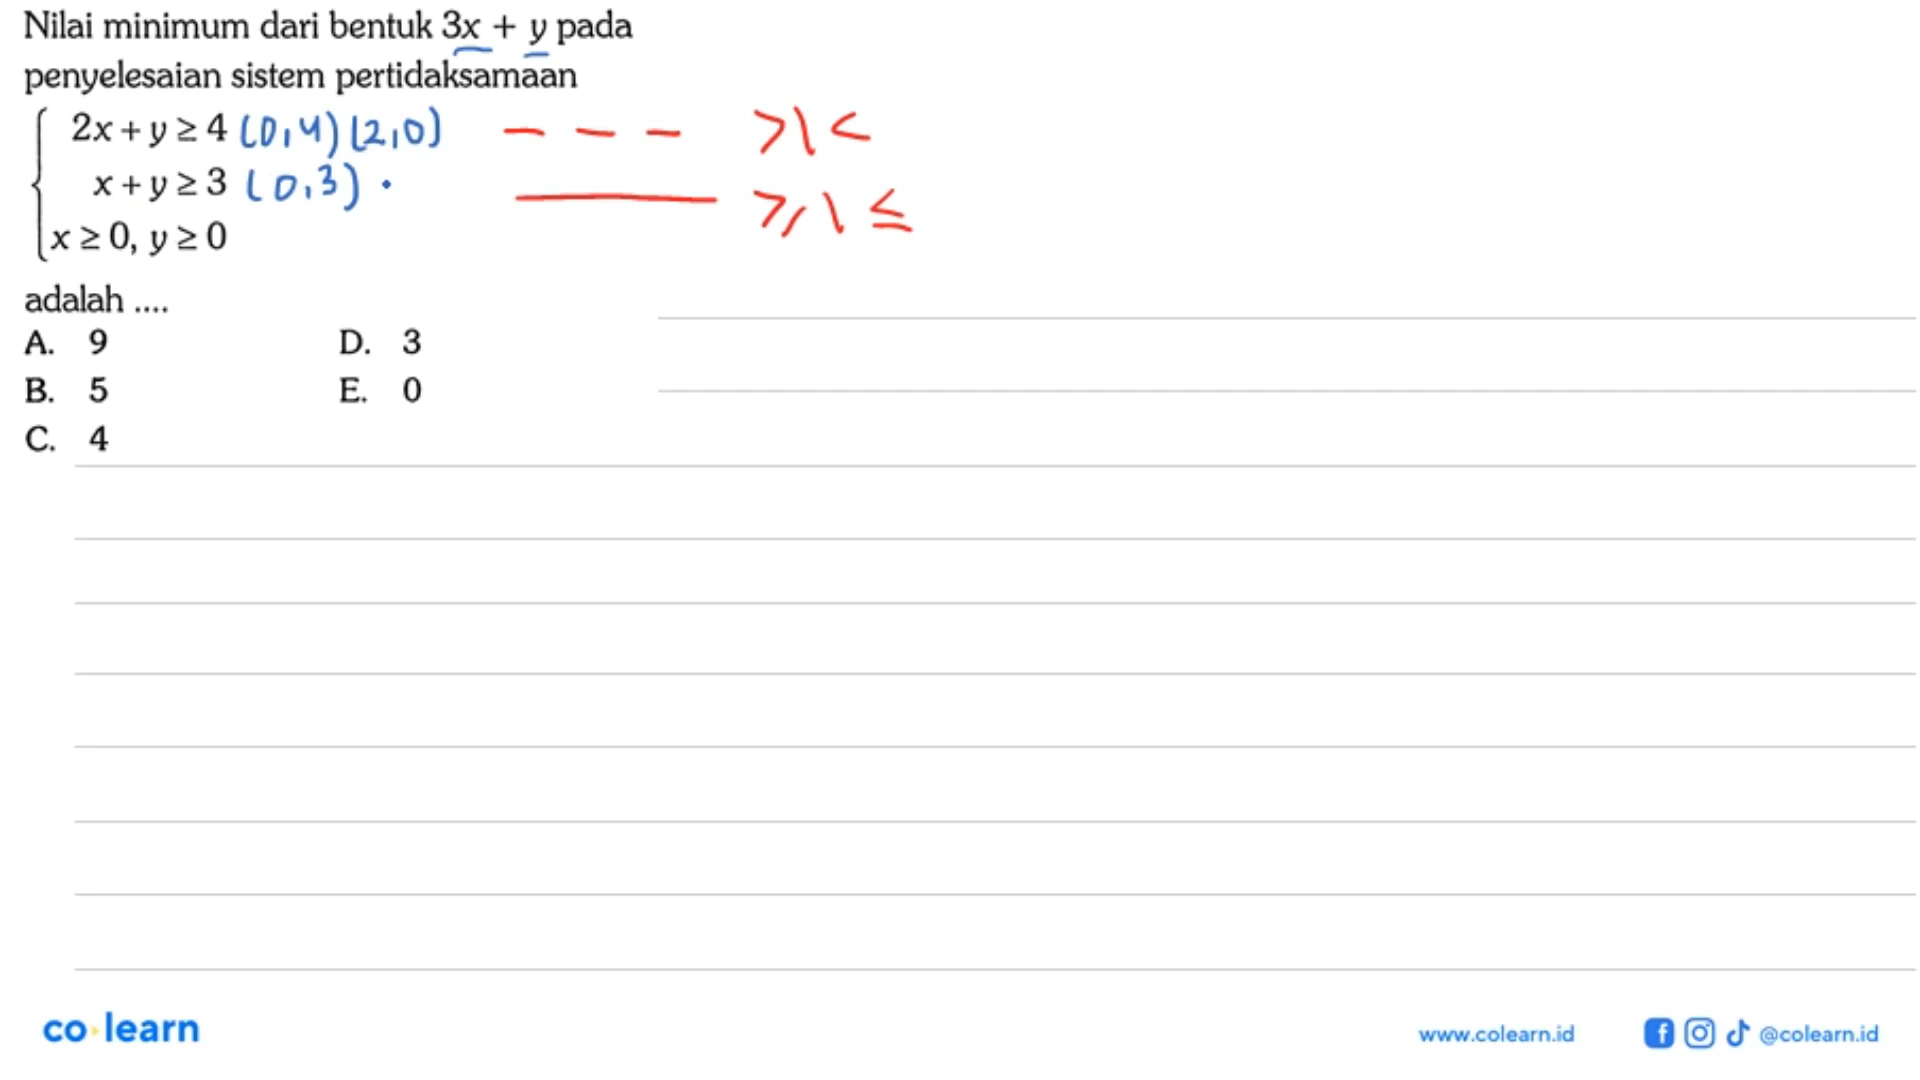 Nilai minimum dari bentuk 3x + y pada
penyelesaian sistem pertidaksamaan
2x + y ≥ 4 (0,4) (2,0) - - - > \ <
x + y ≥ 3 (0,3) · —— ≥ \ ≤
x ≥ 0, y ≥ 0
adalah ....
A. 9 D. 3
B. 5 E. 0
C. 4
co learn
www.colearn.id @colearn.id